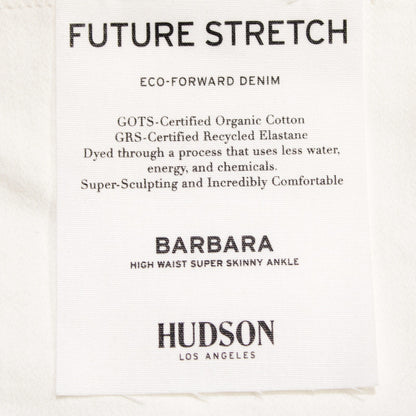 FUTURE STRETCH
ECO-FORWARD DENIM
GOTS-Certified Organic Cotton
GRS-Certified Recycled Elastane
Dyed through a process that uses less water,
energy, and chemicals.
Super-Sculpting and Incredibly Comfortable
BARBARA
HIGH WAIST SUPER SKINNY ANKLE
HUDSON
LOS ANGELES